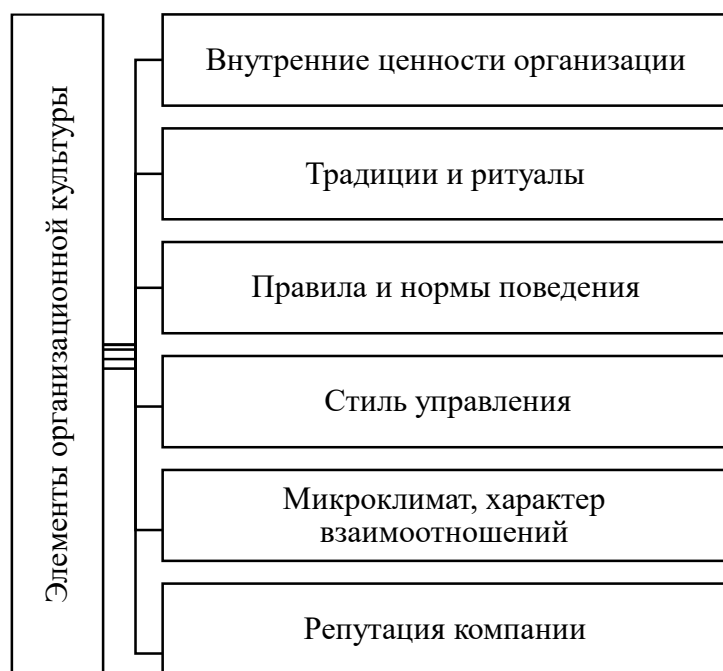 Элементы организационной культуры
Внутренние ценности организации
Традиции и ритуалы
Правила и нормы поведения
Стиль управления
Микроклимат, характер
взаимоотношений
Репутация компании